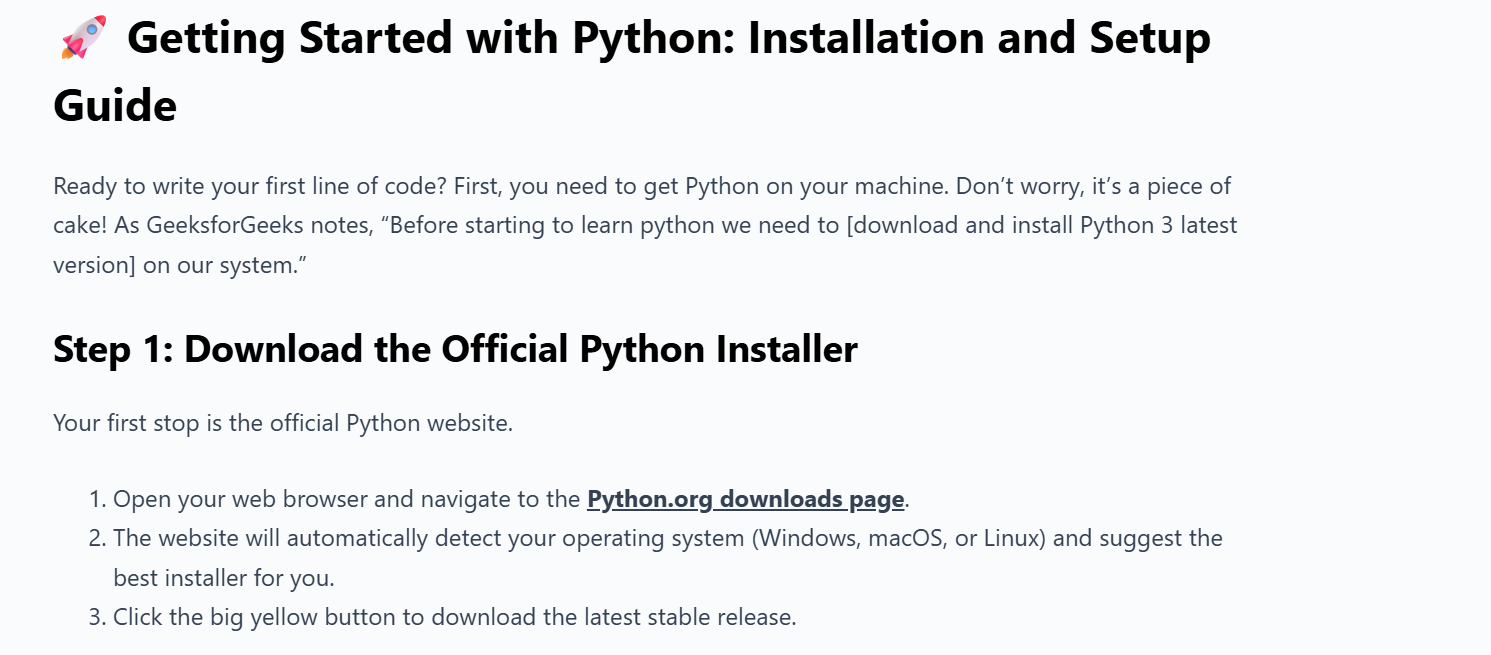 🚀 Getting Started with Python: Installation and Setup
Guide
Ready to write your first line of code? First, you need to get Python on your machine. Don’t worry, it’s a piece of
cake! As GeeksforGeeks notes, “Before starting to learn python we need to [download and install Python 3 latest
version] on our system.”
Step 1: Download the Official Python Installer
Your first stop is the official Python website.
1. Open your web browser and navigate to the Python.org downloads page.
2. The website will automatically detect your operating system (Windows, macOS, or Linux) and suggest the
best installer for you.
3. Click the big yellow button to download the latest stable release.